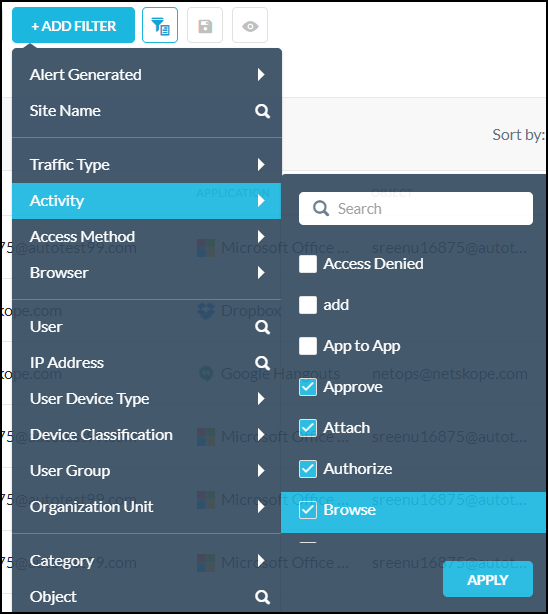 + ADD FILTER
Alert Generated
Site Name
Sort by:
Traffic Type
Activity
APPLICATION
OBJECT
Search
Access Method
75@autotest99.com
Microsoft Office ...
sreenu16875@autot...
Browser
Access Denied
add
User
.com
Dropbox
App to App
IP Address
kope.com
Google Hangouts
netops@netskope.com
Approve
User Device Type
Attach
Device Classification
75@autotest99.com
Microsoft Office ...
sreenu16875@autot...
User Group
Authorize
75@autotest99.com
Microsoft Office ...
sreenu16875@autot...
Organization Unit
Browse
Category
75@autotest99.com
Microsoft Office ...
APPLY
Object